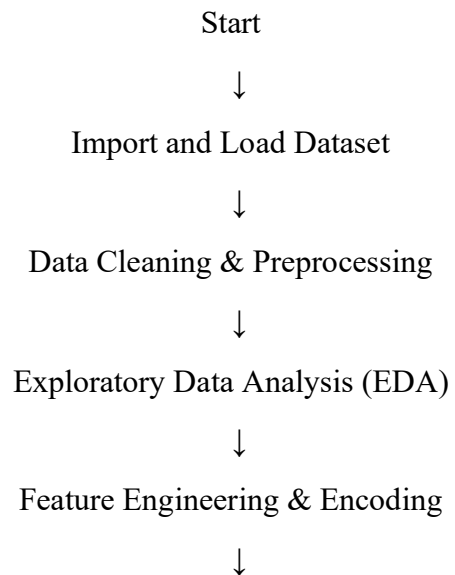 Start
↓
Import and Load Dataset
↓
Data Cleaning & Preprocessing
↓
Exploratory Data Analysis (EDA)
↓
Feature Engineering & Encoding
↓